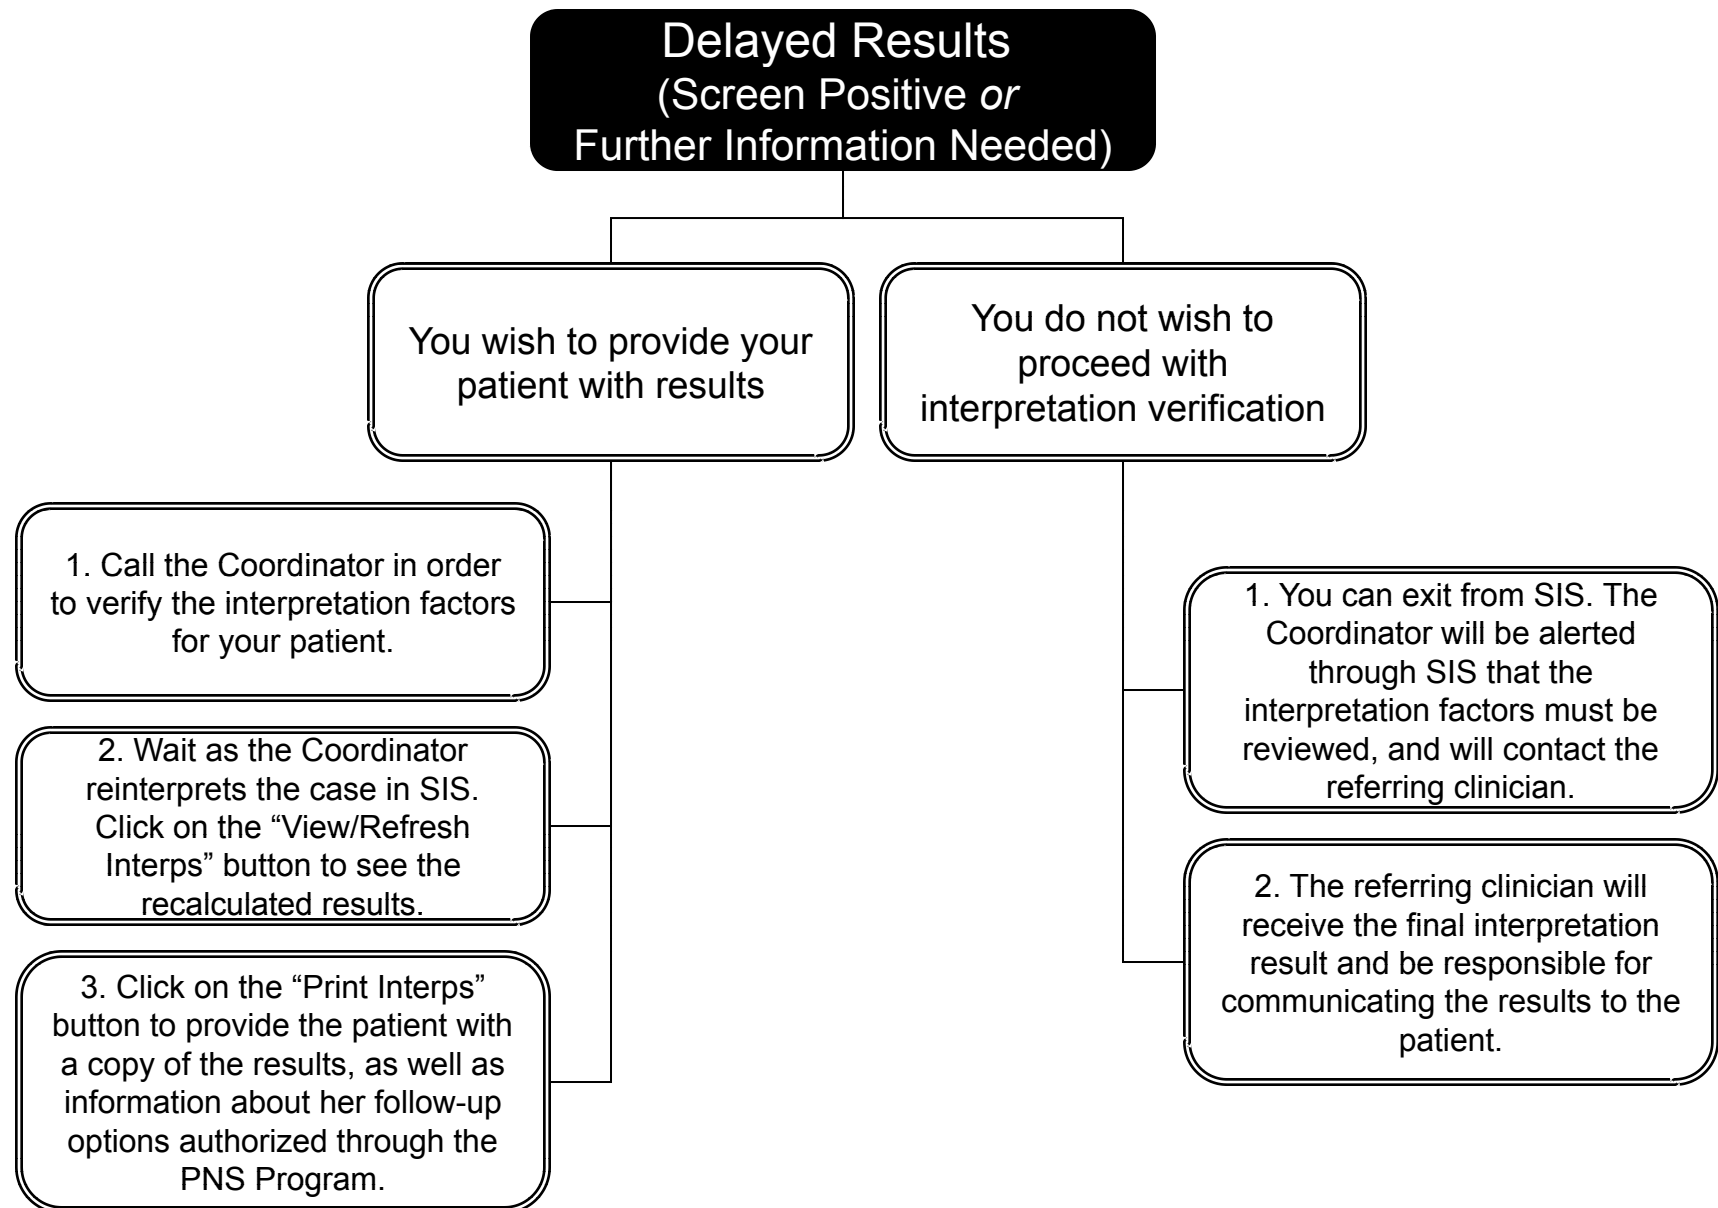 Delayed Results
(Screen Positive or
Further Information Needed)
You wish to provide your
patient with results
You do not wish to
proceed with
interpretation verification
1. Call the Coordinator in order
to verify the interpretation factors
for your patient.
2. Wait as the Coordinator
reinterprets the case in SIS.
Click on the “View/Refresh
Interps” button to see the
recalculated results.
3. Click on the “Print Interps”
button to provide the patient with
a copy of the results, as well as
information about her follow-up
options authorized through the
PNS Program.
1. You can exit from SIS. The
Coordinator will be alerted
through SIS that the
interpretation factors must be
reviewed, and will contact the
referring clinician.
2. The referring clinician will
receive the final interpretation
result and be responsible for
communicating the results to the
patient.